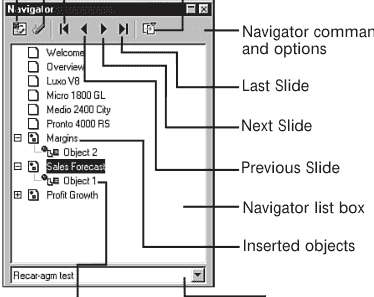 Navigator
Navigator comman
and options
Welcome
Overview
Luxo V8
Micro 1800 GL
Medio 2400 City
Pronto 4000 RS
Margins
Object 2
Sales Forecast
Object 1
Profit Growth
Last Slide
Next Slide
Previous Slide
Navigator list box
Inserted objects
Recar-agm test